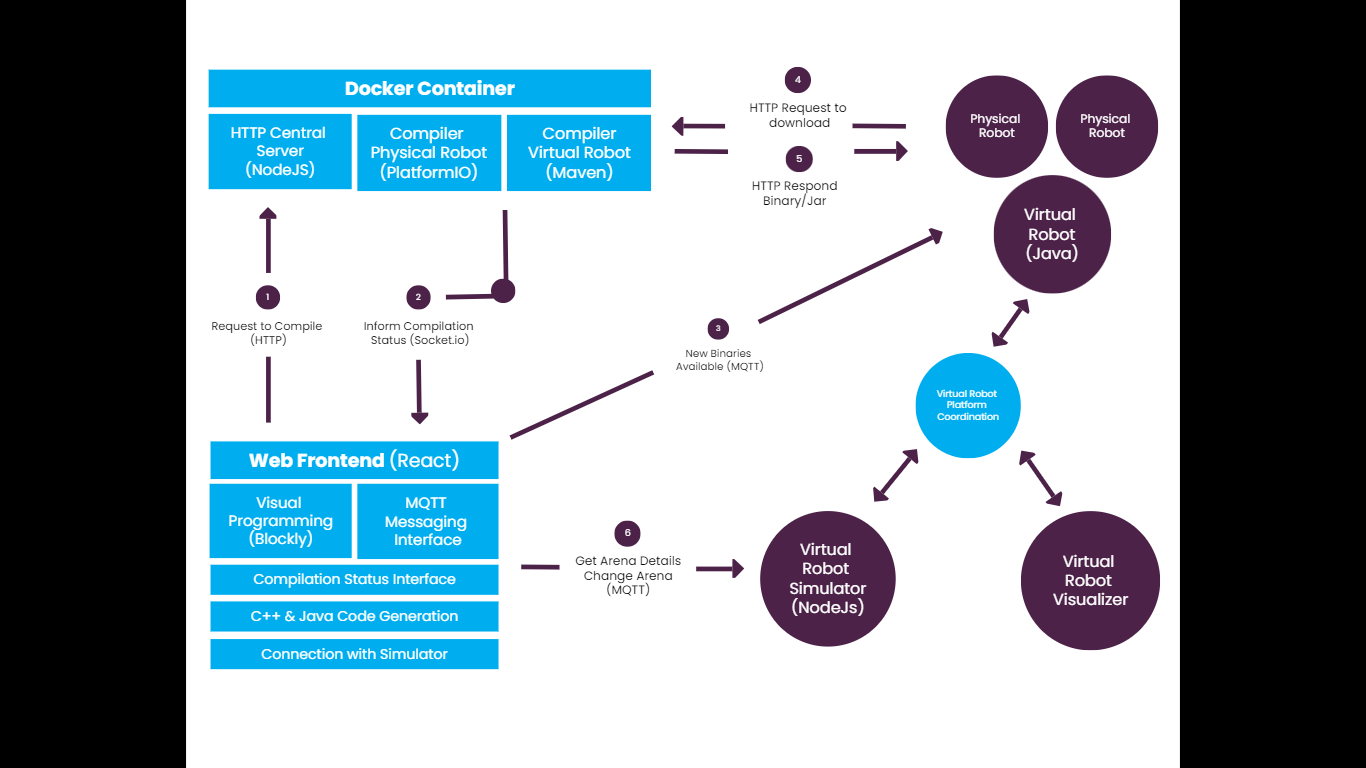 Docker Container
HTTP Central
Server
(NodeJS)
Compiler
Physical Robot
(PlatformIO)
Compiler
Virtual Robot
(Maven)
4
HTTP Request to
download
5
HTTP Respond
Binary/Jar
Physical
Robot
Physical
Robot
Virtual
Robot
(Java)
1
Request to Compile
(HTTP)
2
Inform Compilation
Status (Socket.io)
3
New Binaries
Available (MQTT)
Virtual Robot
Platform
Coordination
Web Frontend (React)
Visual
Programming
(Blockly)
MQTT
Messaging
Interface
Compilation Status Interface
C++ & Java Code Generation
Connection with Simulator
6
Get Arena Details
Change Arena
(MQTT)
Virtual
Robot
Simulator
(NodeJs)
Virtual
Robot
Visualizer